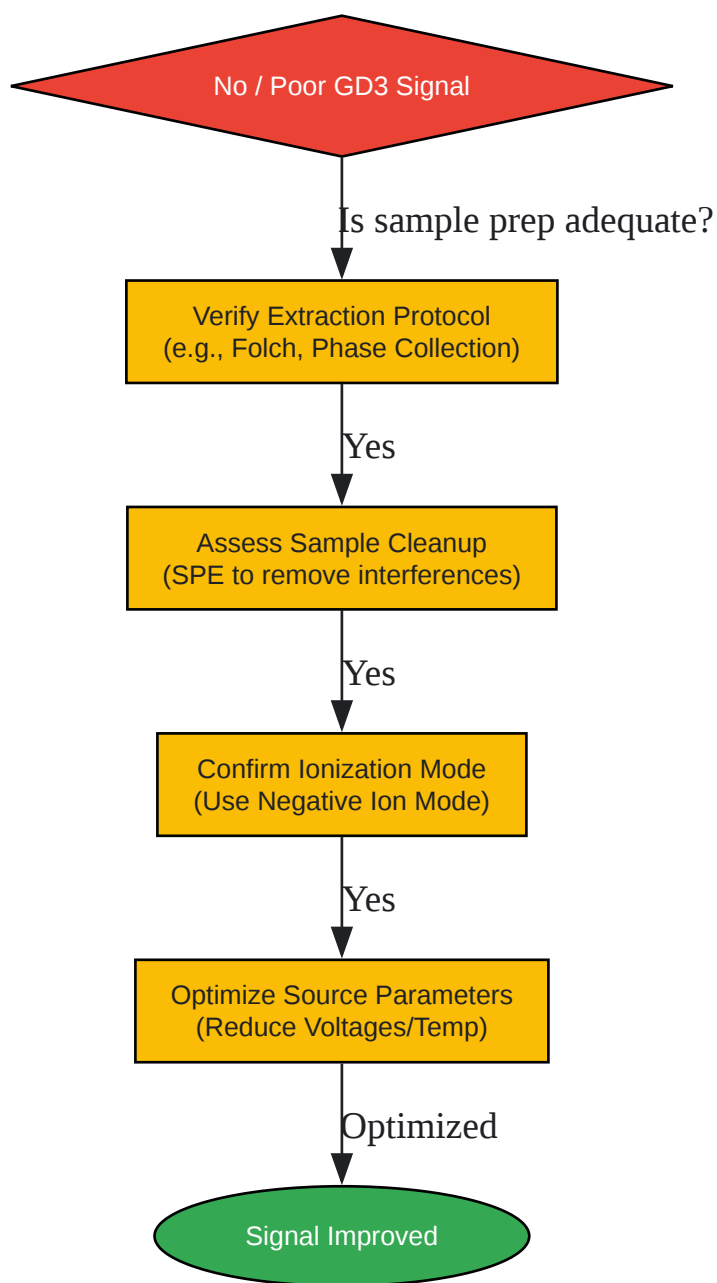 No / Poor GD3 Signal
Is sample prep adequate?
Verify Extraction Protocol
(e.g., Folch, Phase Collection)
Yes
Assess Sample Cleanup
(SPE to remove interferences)
Yes
Confirm Ionization Mode
(Use Negative Ion Mode)
Yes
Optimize Source Parameters
(Reduce Voltages/Temp)
Optimized
Signal Improved